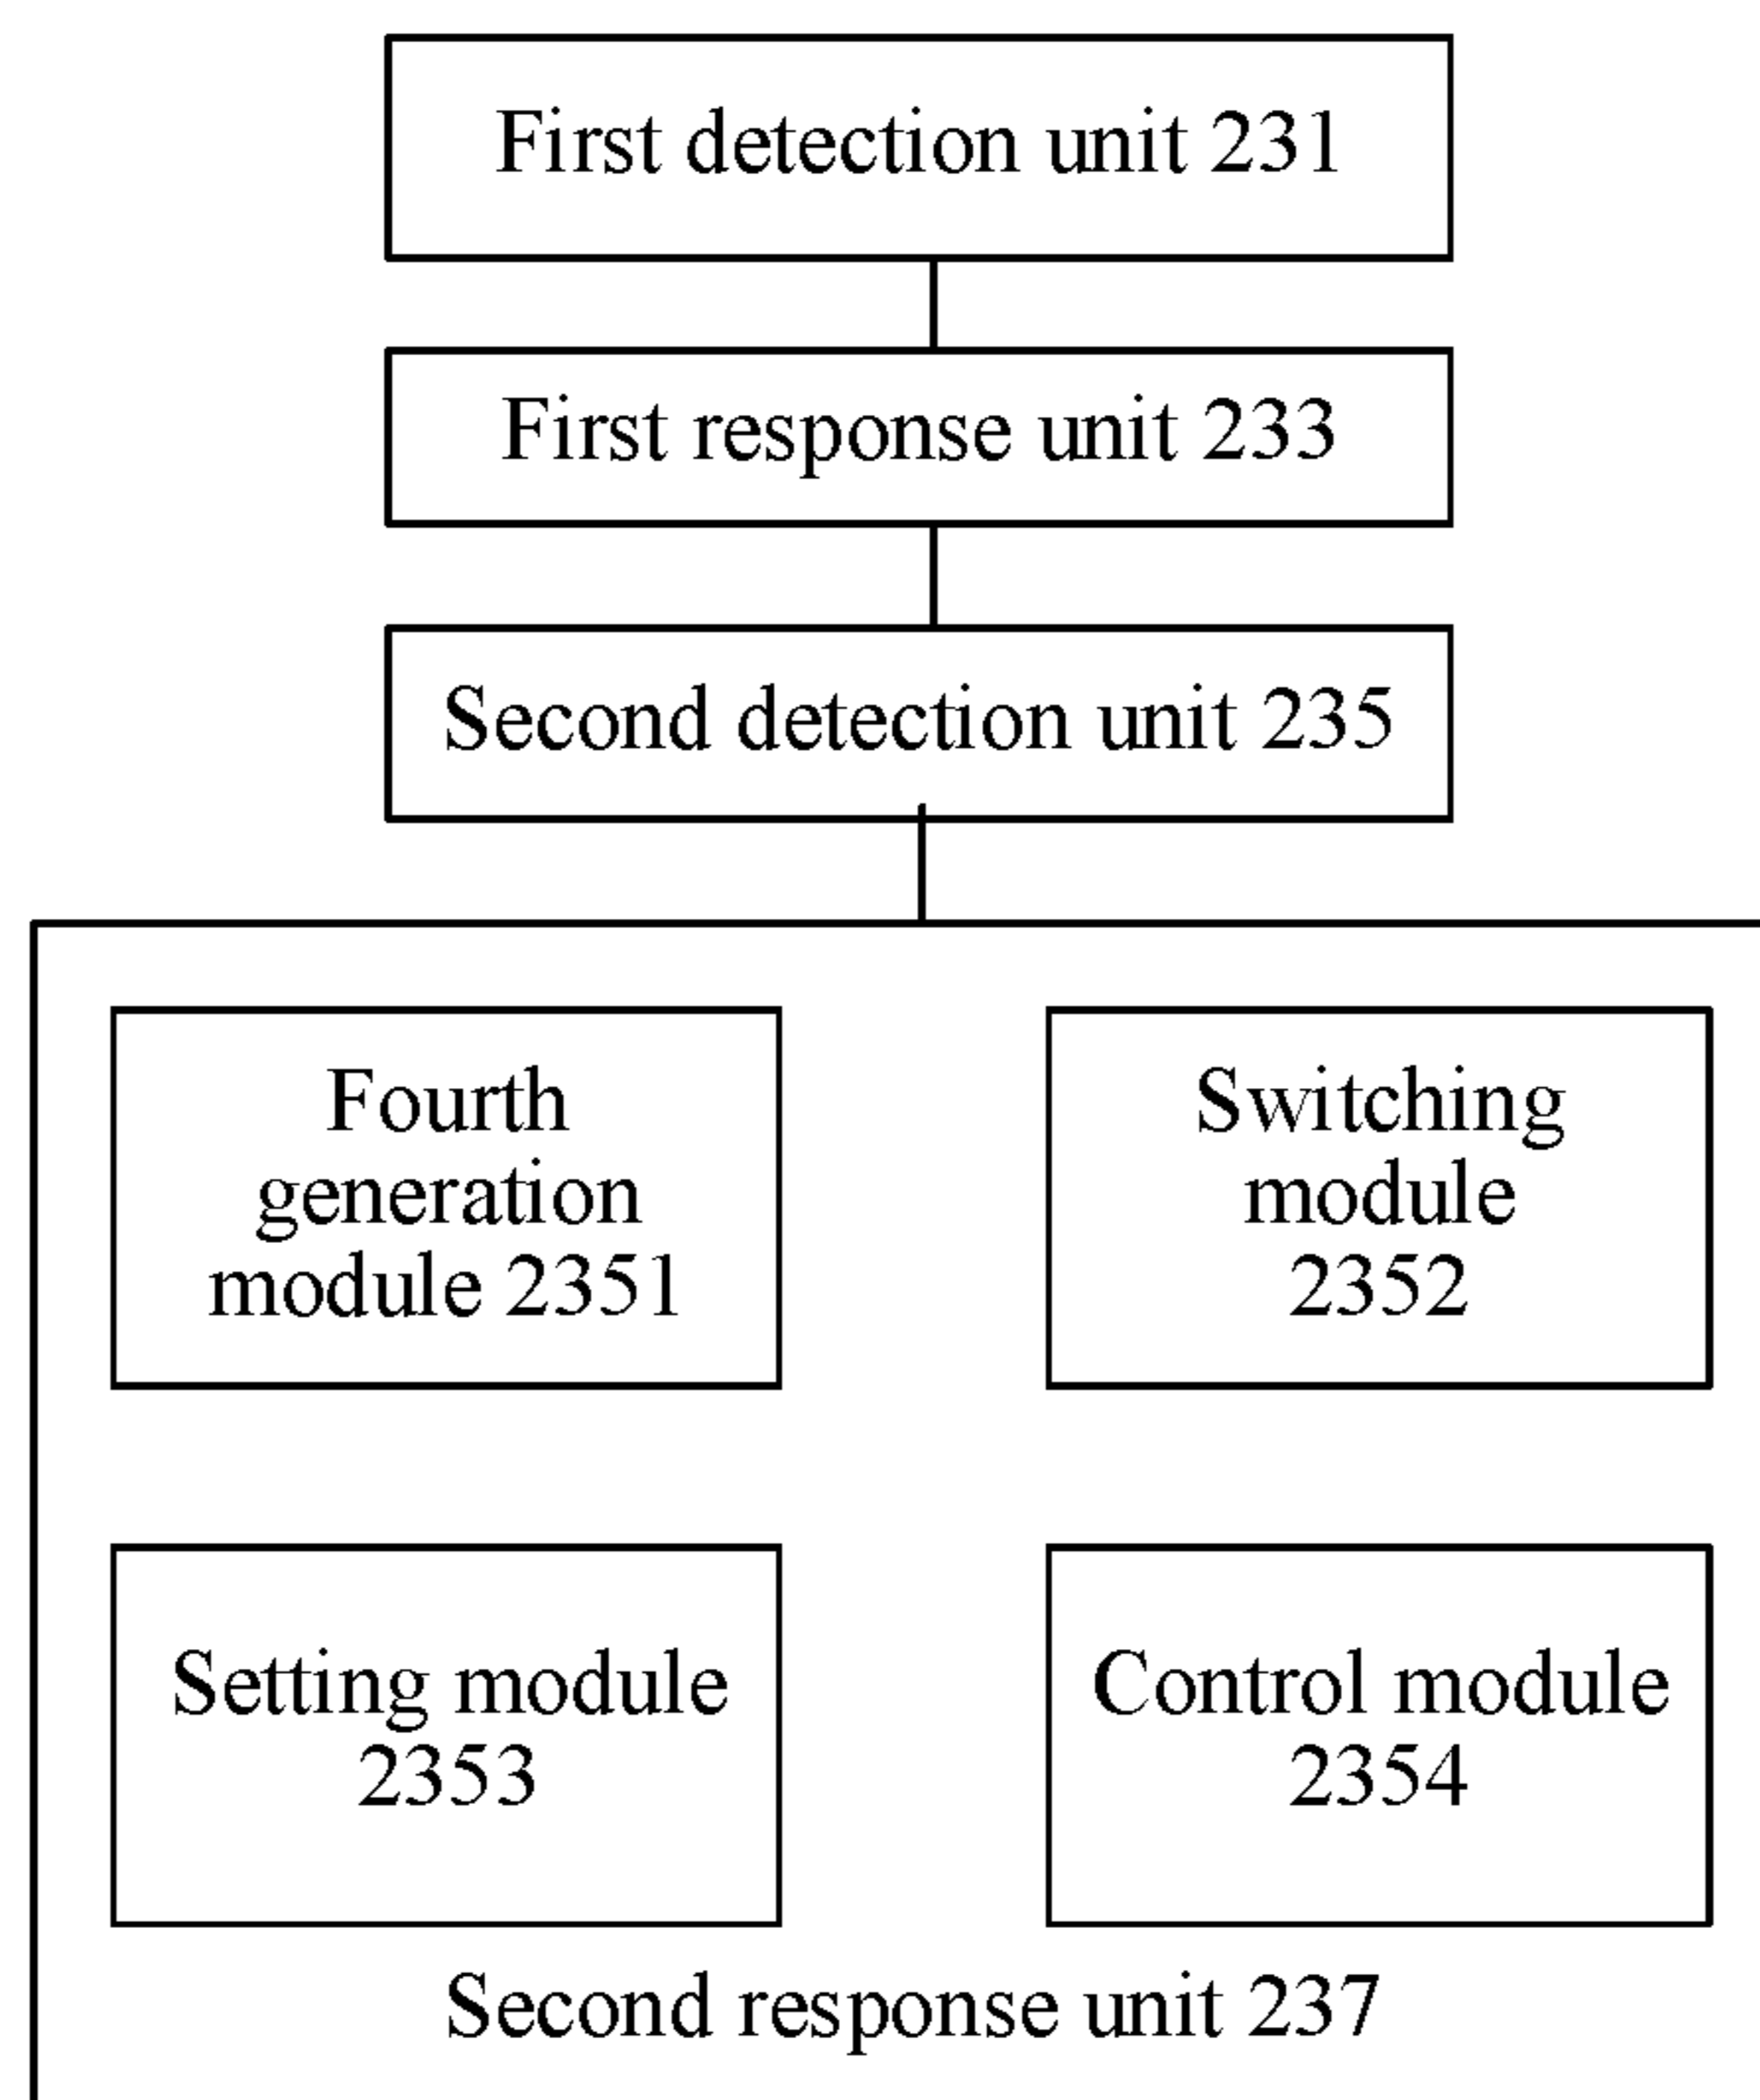 First detection unit 231
First response unit 233
Second detection unit 235
Fourth
generation
module 2351
Switching
module
2352
Setting module
2353
Control module
2354
Second response unit 237